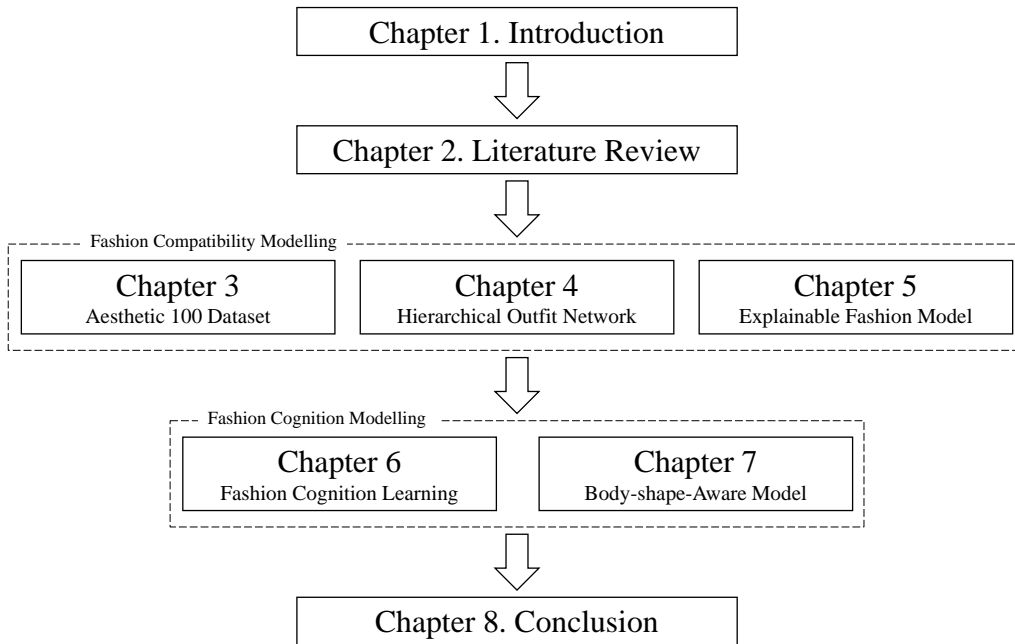 Chapter 1. Introduction
Chapter 2. Literature Review
Fashion Compatibility Modelling
Chapter 3
Aesthetic 100 Dataset
Chapter 4
Hierarchical Outfit Network
Chapter 5
Explainable Fashion Model
Fashion Cognition Modelling
Chapter 6
Fashion Cognition Learning
Chapter 7
Body-shape-Aware Model
Chapter 8. Conclusion